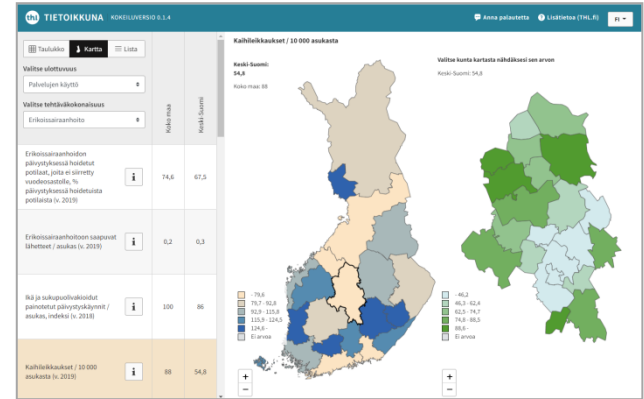 thl TIETOIKKUNA KOKEILUVERSIO 0.1.4
Anna palautetta
Lisätietoa (THL.fi)
FI
Taulukko
Kartta
Lista
Valitse ulottuvuus
Palvelujen käyttö
Valitse tehtäväkokonaisuus
Erikoissairaanhoito
Koko maa
Keski-Suomi
Erikoissairaanhoidon
päivystyksessä hoidetut
potilaat, joita ei siirretty
vuodeosastolle, %
päivystyksessä hoidetuista
potilaista (v. 2019)
i
74,6
67,5
Erikoissairaanhoitoon saapuvat
lähetteet / asukas (v. 2019)
i
0,2
0,3
Ikä ja sukupuolivakioidut
painotetut päivystyskäynnit /
asukas, indeksi (v. 2018)
i
100
86
Kaihileikkaukset / 10 000
asukasta (v. 2019)
i
88
54,8
Kaihileikkaukset / 10 000 asukasta
Keski-Suomi:
54,8
Koko maa: 88
- 79,6
79,7 - 92,8
92,9 - 115,8
115,9 - 124,5
124,6 -
Ei arvoa
+
−
Valitse kunta kartasta nähdäksesi sen arvon
Keski-Suomi: 54,8
- 46,2
46,3 - 62,4
62,5 - 74,7
74,8 - 88,5
88,6 -
Ei arvoa
+
−